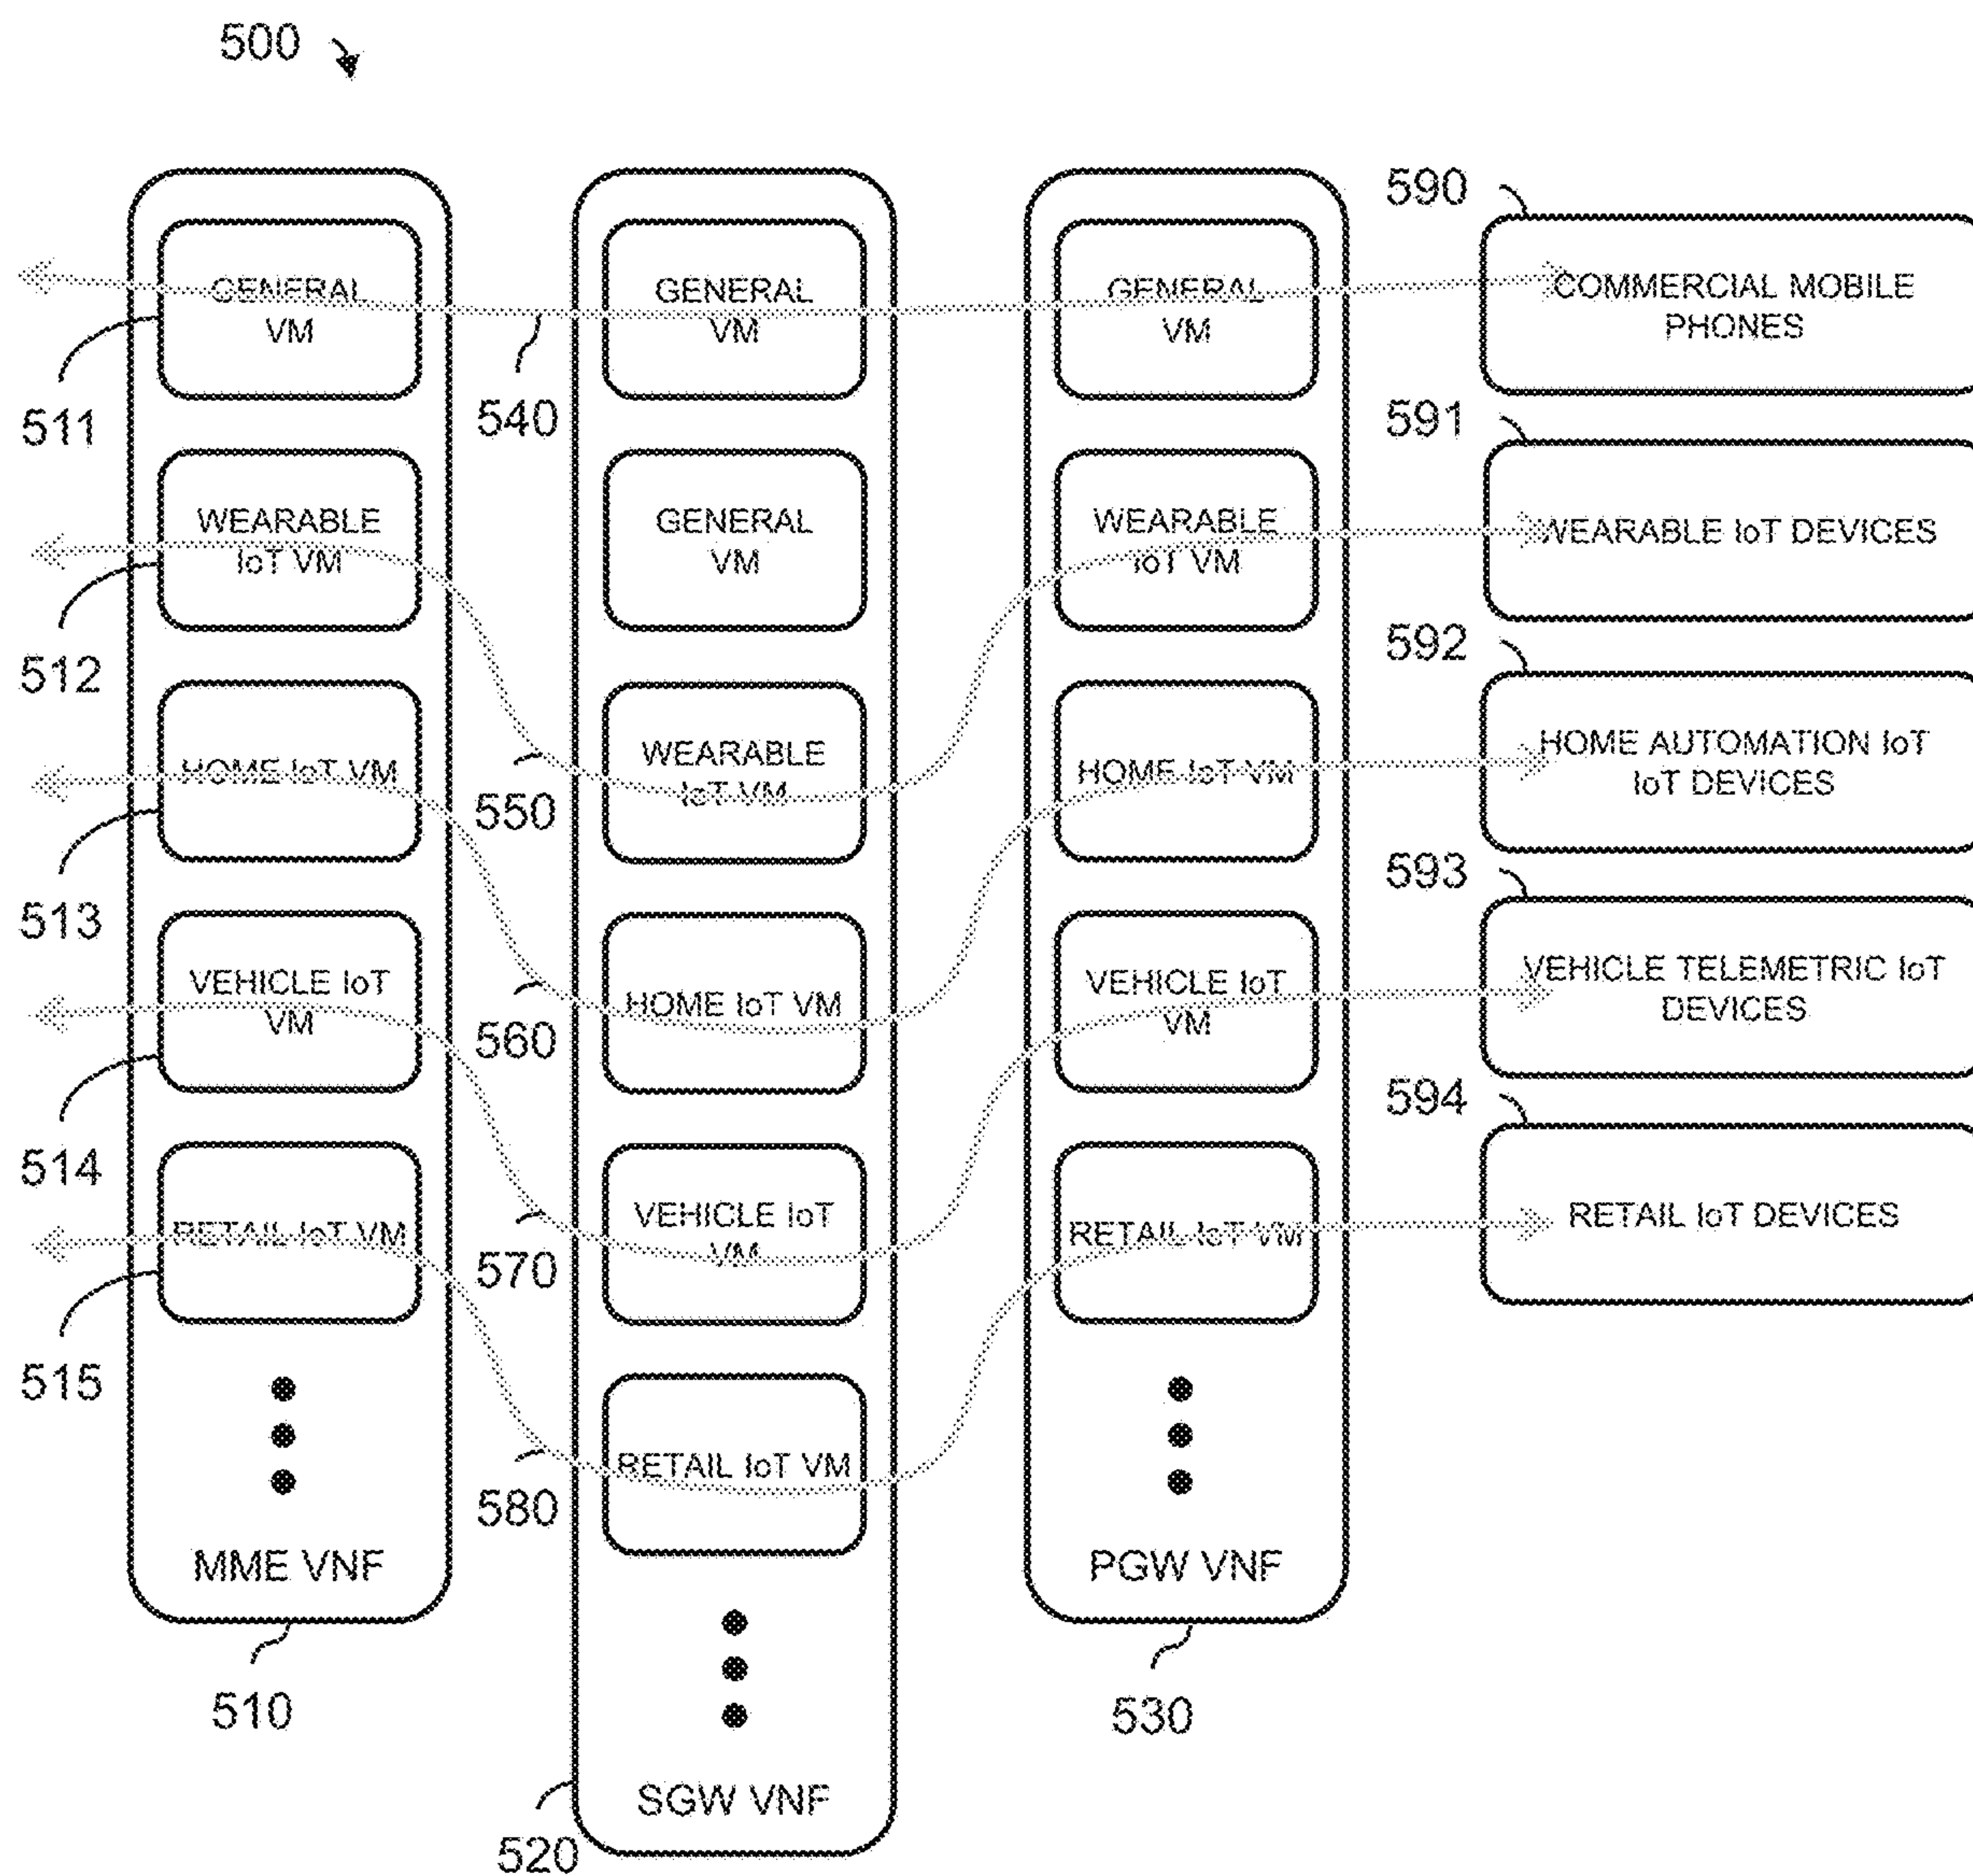 500
590
GENERAL
VM
GENERAL
VM
GENERAL
VM
COMMERCIAL MOBILE
PHONES
511
540
591
WEARABLE
IoT VM
GENERAL
VM
WEARABLE
IoT VM
WEARABLE IoT DEVICES
512
592
HOME IoT VM
WEARABLE
IoT VM
HOME IoT VM
HOME AUTOMATION IoT
IoT DEVICES
550
513
593
VEHICLE IoT
VM
HOME IoT VM
VEHICLE IoT
VM
VEHICLE TELEMETRIC IoT
DEVICES
560
514
594
RETAIL IoT VM
VEHICLE IoT
VM
RETAIL IoT VM
RETAIL IoT DEVICES
570
515
RETAIL IoT VM
580
MME VNF
PGW VNF
510
530
SGW VNF
520